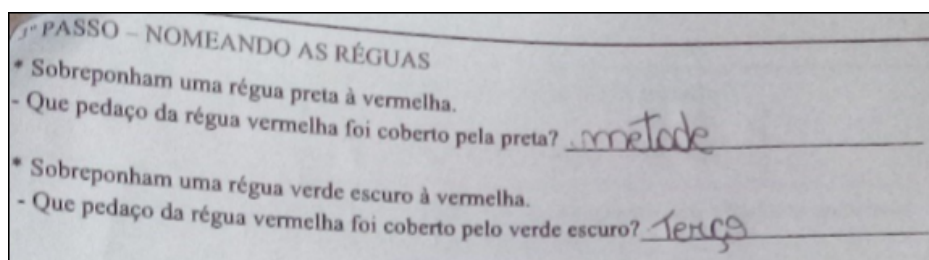 3º PASSO – NOMEANDO AS RÉGUAS
* Sobreponham uma régua preta à vermelha.
- Que pedaço da régua vermelha foi coberto pela preta? metade
* Sobreponham uma régua verde escuro à vermelha.
- Que pedaço da régua vermelha foi coberto pelo verde escuro? Terço